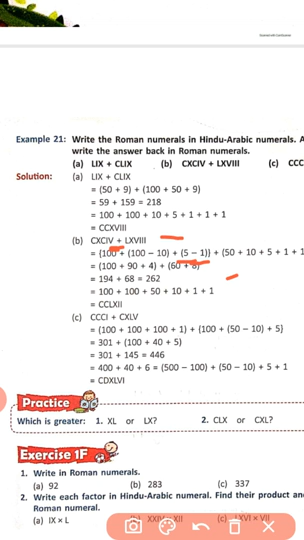 Example 21: Write the Roman numerals in Hindu-Arabic numerals. A
write the answer back in Roman numerals.
(a) LIX + CLIX (b) CXCIV + LXVIII (c) CCC
Solution: (a) LIX + CLIX
= (50 + 9) + (100 + 50 + 9)
= 59 + 159 = 218
= 100 + 100 + 10 + 5 + 1 + 1 + 1
= CCXVIII
(b) CXCIV + LXVIII
= {100 + (100 − 10) + (5 − 1)} + (50 + 10 + 5 + 1 + 1
= (100 + 90 + 4) + (60 + 8)
= 194 + 68 = 262
= 100 + 100 + 50 + 10 + 1 + 1
= CCLXII
(c) CCCI + CXLV
= (100 + 100 + 100 + 1) + {100 + (50 − 10) + 5}
= 301 + (100 + 40 + 5)
= 301 + 145 = 446
= 400 + 40 + 6 = (500 − 100) + (50 − 10) + 5 + 1
= CDXLVI
Practice
Which is greater: 1. XL or LX? 2. CLX or CXL?
Exercise 1F
1. Write in Roman numerals.
(a) 92 (b) 283 (c) 337
2. Write each factor in Hindu-Arabic numeral. Find their product an
Roman numeral.
(a) IX × L XII (c) LXVI × VII